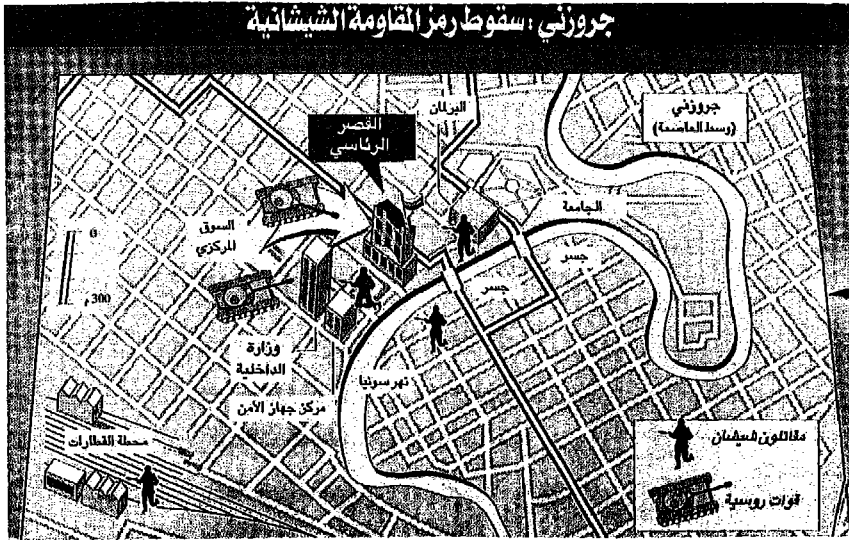 جروزني : سقوط رمز المقاومة الشيشانية
البرلمان
القصر
الرئاسي
جروزني
(وسط العاصمة)
الجامعة
السوق
المركزي
0
300
جسر
جسر
وزارة
الداخلية
نهر سونيا
مركز جهاز الأمن
محطة القطارات
مقاتلون شيشان
قوات روسية